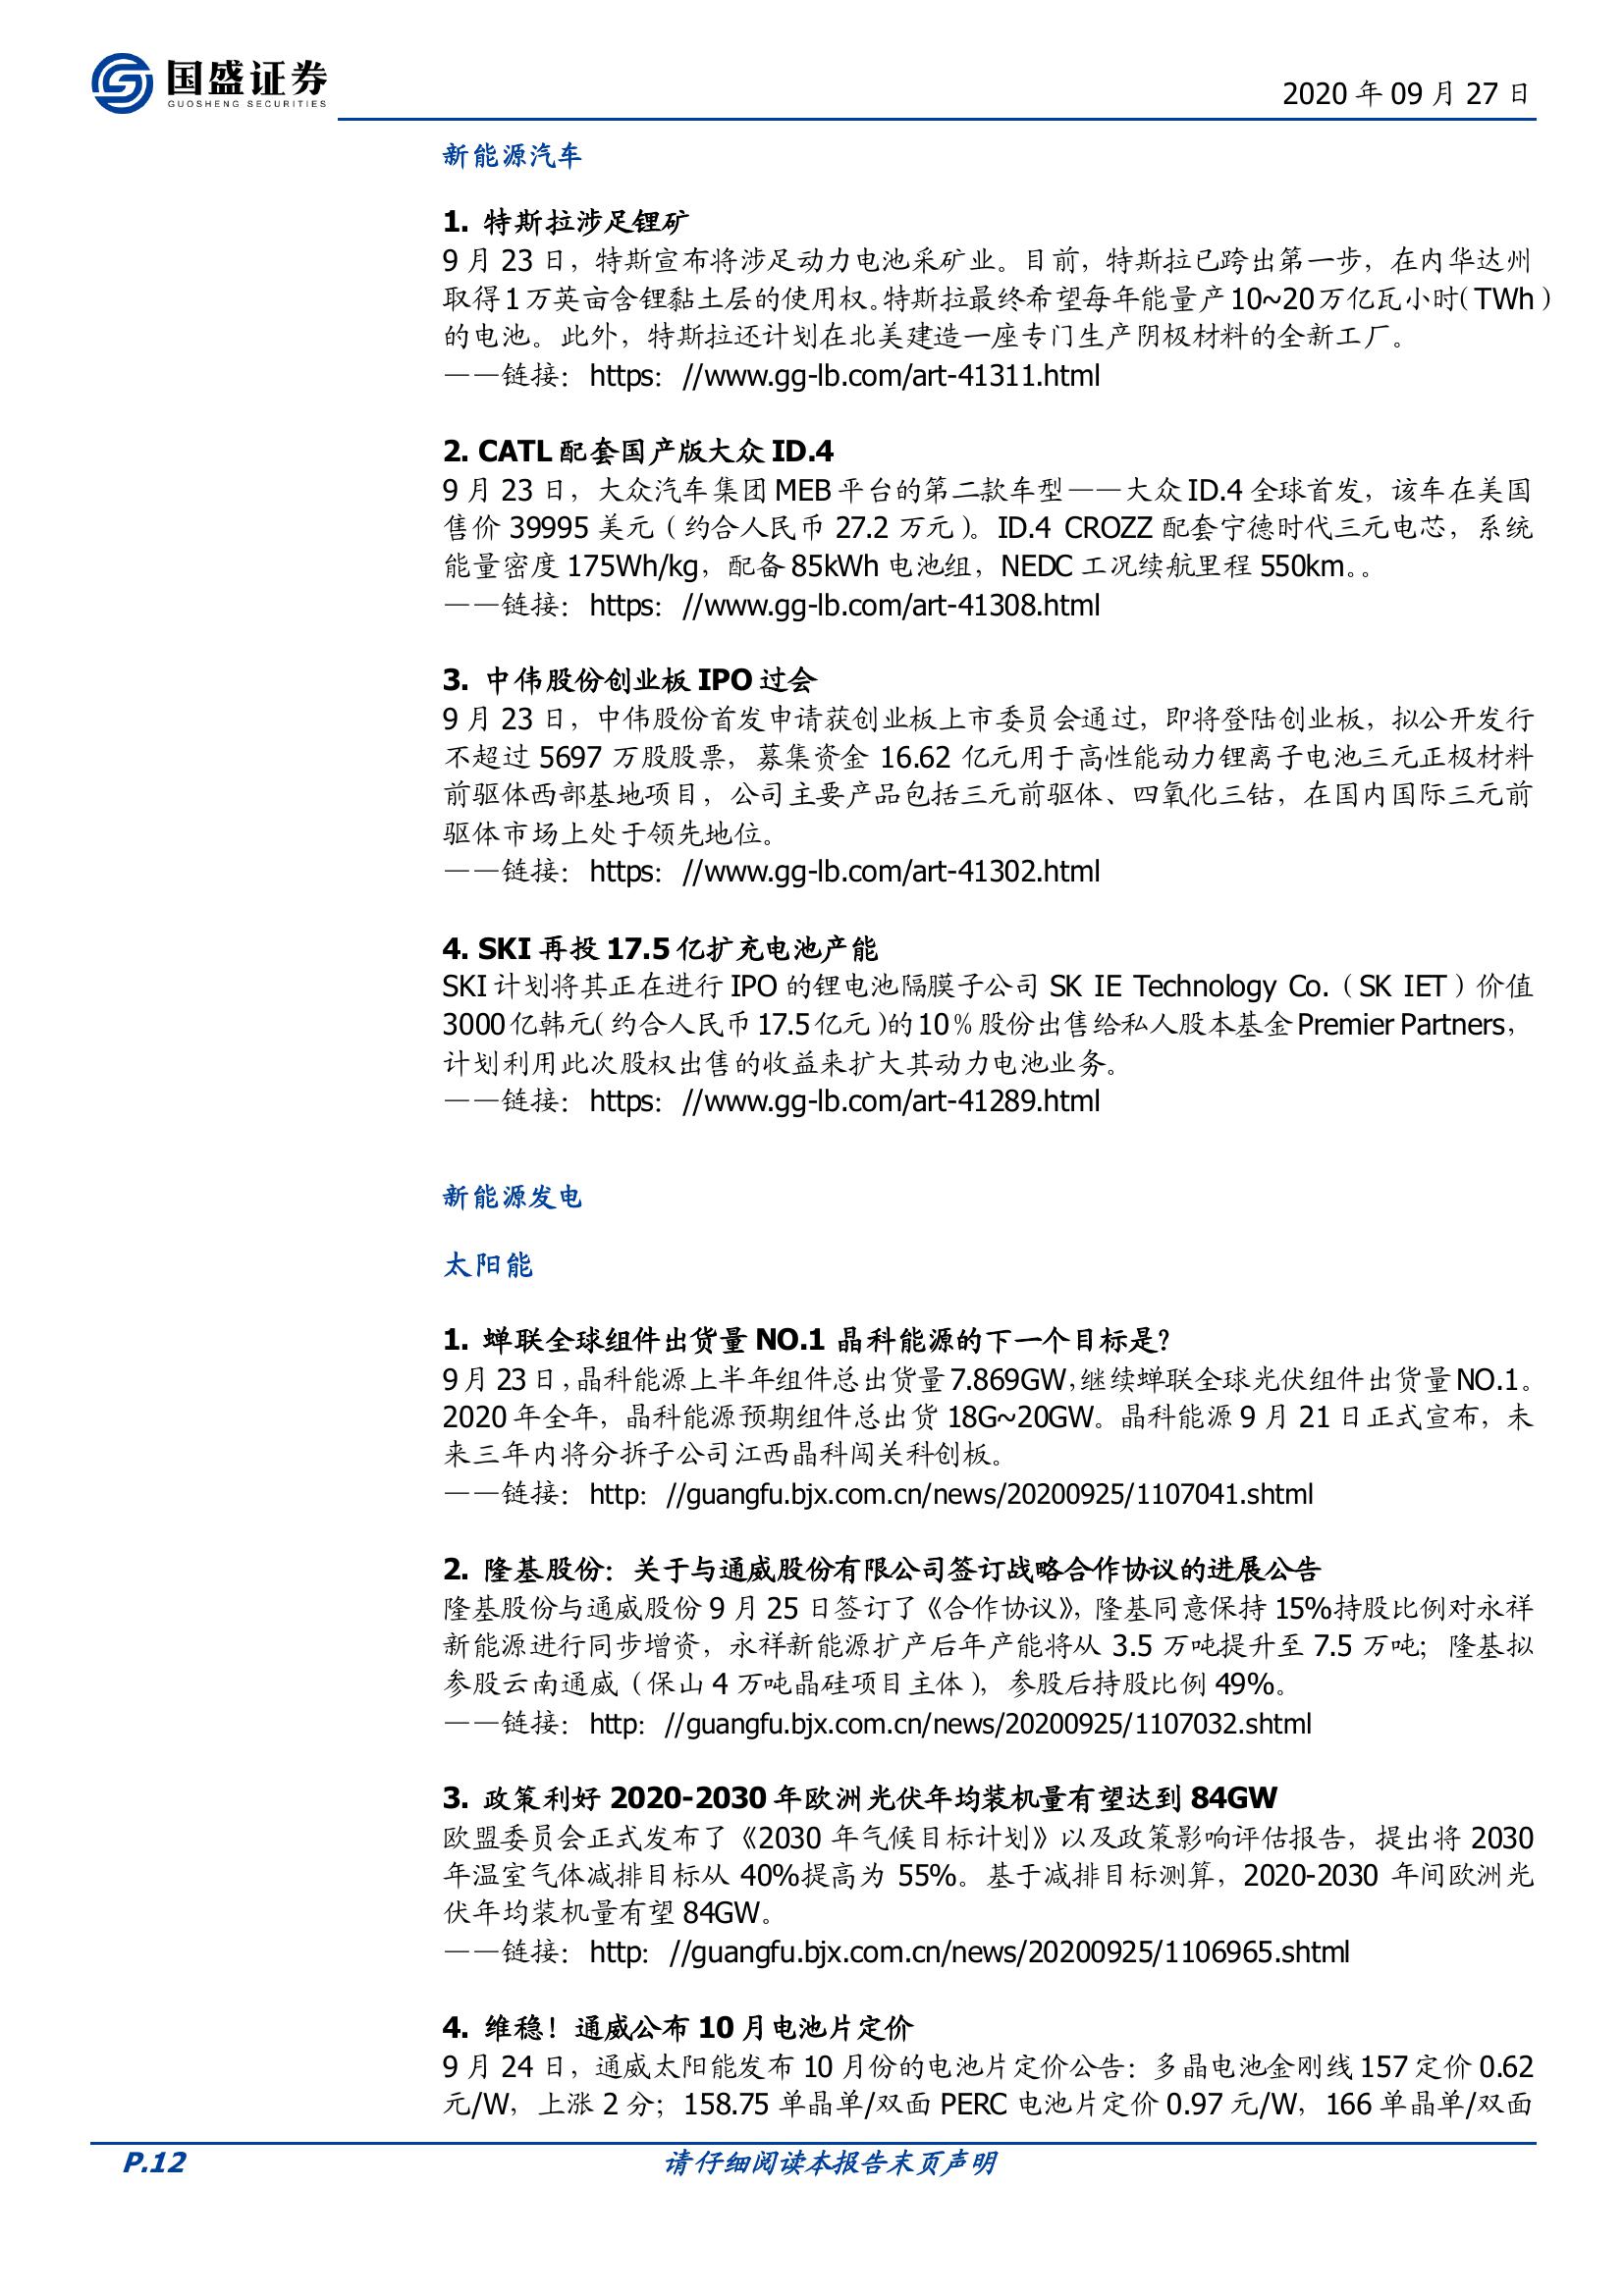 国盛证券
GUOSHENG SECURITIES
2020 年 09 月 27 日
新能源汽车
1. 特斯拉涉足锂矿
9 月 23 日，特斯宣布将涉足动力电池采矿业。目前，特斯拉已跨出第一步，在内华达州
取得 1 万英亩含锂黏土层的使用权。特斯拉最终希望每年能量产 10~20 万亿瓦小时（TWh）
的电池。此外，特斯拉还计划在北美建造一座专门生产阴极材料的全新工厂。
——链接：https：//www.gg-lb.com/art-41311.html
2. CATL 配套国产版大众 ID.4
9 月 23 日，大众汽车集团 MEB 平台的第二款车型——大众 ID.4 全球首发，该车在美国
售价 39995 美元（约合人民币 27.2 万元）。ID.4 CROZZ 配套宁德时代三元电芯，系统
能量密度 175Wh/kg，配备 85kWh 电池组，NEDC 工况续航里程 550km。。
——链接：https：//www.gg-lb.com/art-41308.html
3. 中伟股份创业板 IPO 过会
9 月 23 日，中伟股份首发申请获创业板上市委员会通过，即将登陆创业板，拟公开发行
不超过 5697 万股股票，募集资金 16.62 亿元用于高性能动力锂离子电池三元正极材料
前驱体西部基地项目，公司主要产品包括三元前驱体、四氧化三钴，在国内国际三元前
驱体市场上处于领先地位。
——链接：https：//www.gg-lb.com/art-41302.html
4. SKI 再投 17.5 亿扩充电池产能
SKI 计划将其正在进行 IPO 的锂电池隔膜子公司 SK IE Technology Co.（SK IET）价值
3000 亿韩元（约合人民币 17.5 亿元）的 10％股份出售给私人股本基金 Premier Partners，
计划利用此次股权出售的收益来扩大其动力电池业务。
——链接：https：//www.gg-lb.com/art-41289.html
新能源发电
太阳能
1. 蝉联全球组件出货量 NO.1 晶科能源的下一个目标是？
9 月 23 日，晶科能源上半年组件总出货量 7.869GW，继续蝉联全球光伏组件出货量 NO.1。
2020 年全年，晶科能源预期组件总出货 18G~20GW。晶科能源 9 月 21 日正式宣布，未
来三年内将分拆子公司江西晶科闯关科创板。
——链接：http：//guangfu.bjx.com.cn/news/20200925/1107041.shtml
2. 隆基股份：关于与通威股份有限公司签订战略合作协议的进展公告
隆基股份与通威股份 9 月 25 日签订了《合作协议》，隆基同意保持 15%持股比例对永祥
新能源进行同步增资，永祥新能源扩产后年产能将从 3.5 万吨提升至 7.5 万吨；隆基拟
参股云南通威（保山 4 万吨晶硅项目主体），参股后持股比例 49%。
——链接：http：//guangfu.bjx.com.cn/news/20200925/1107032.shtml
3. 政策利好 2020-2030 年欧洲光伏年均装机量有望达到 84GW
欧盟委员会正式发布了《2030 年气候目标计划》以及政策影响评估报告，提出将 2030
年温室气体减排目标从 40%提高为 55%。基于减排目标测算，2020-2030 年间欧洲光
伏年均装机量有望 84GW。
——链接：http：//guangfu.bjx.com.cn/news/20200925/1106965.shtml
4. 维稳！通威公布 10 月电池片定价
9 月 24 日，通威太阳能发布 10 月份的电池片定价公告：多晶电池金刚线 157 定价 0.62
元/W，上涨 2 分；158.75 单晶单/双面 PERC 电池片定价 0.97 元/W，166 单晶单/双面
P.12
请仔细阅读本报告末页声明